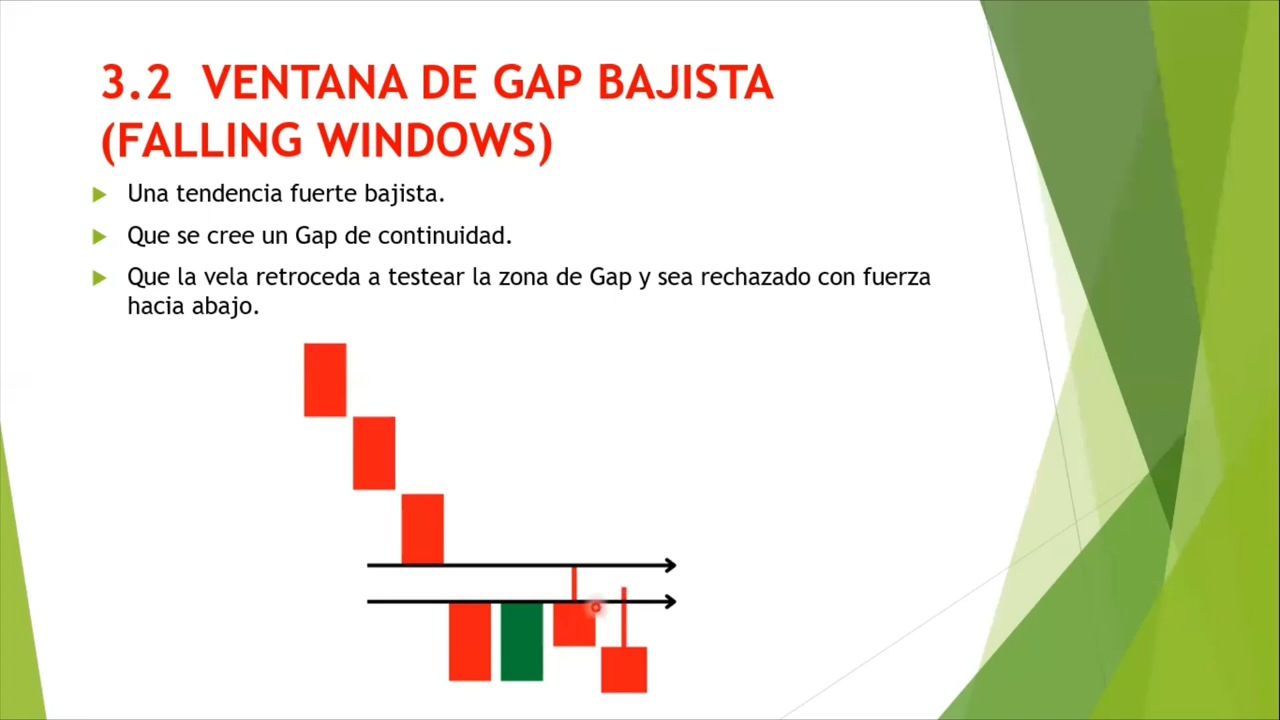 3.2 VENTANA DE GAP BAJISTA
(FALLING WINDOWS)
Una tendencia fuerte bajista.
Que se cree un Gap de continuidad.
Que la vela retroceda a testear la zona de Gap y sea rechazado con fuerza
hacia abajo.